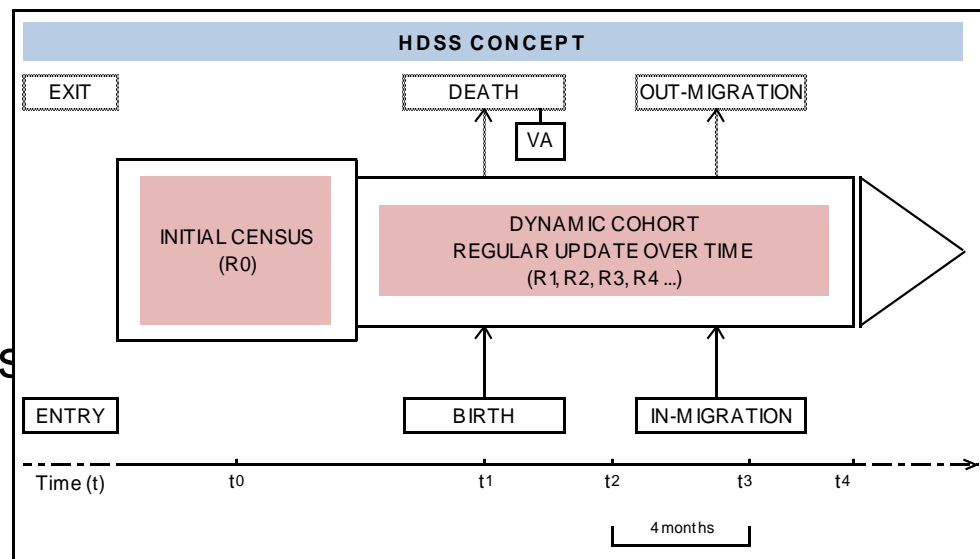 HDSS CONCEPT
EXIT
DEATH
OUT-MIGRATION
VA
INITIAL CENSUS
(R0)
DYNAMIC COHORT
REGULAR UPDATE OVER TIME
(R1, R2, R3, R4 ...)
S
ENTRY
BIRTH
IN-MIGRATION
Time (t)
t0
t1
t2
t3
t4
4 months